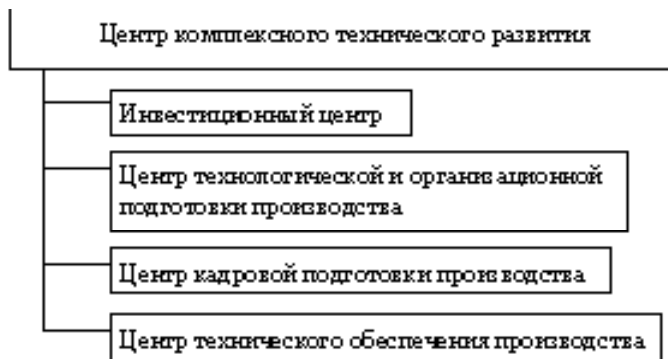 Центр комплексного технического развития
Инвестиционный центр
Центр технологической и организационной
подготовки производства
Центр кадровой подготовки производства
Центр технического обеспечения производства